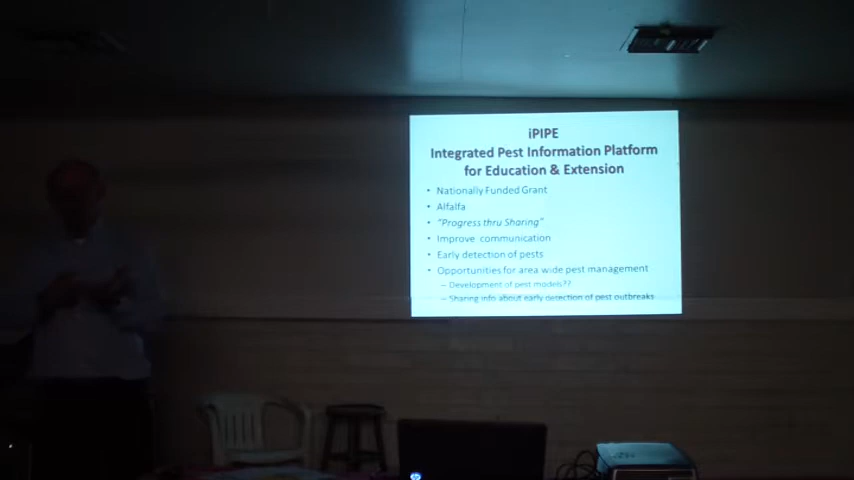 iPIPE
Integrated Pest Information Platform
for Education & Extension
• Nationally Funded Grant
• Alfalfa
• "Progress thru Sharing"
• Improve communication
• Early detection of pests
• Opportunities for area wide pest management
– Development of pest models??
– Sharing info about early detection of pest outbreaks
hp